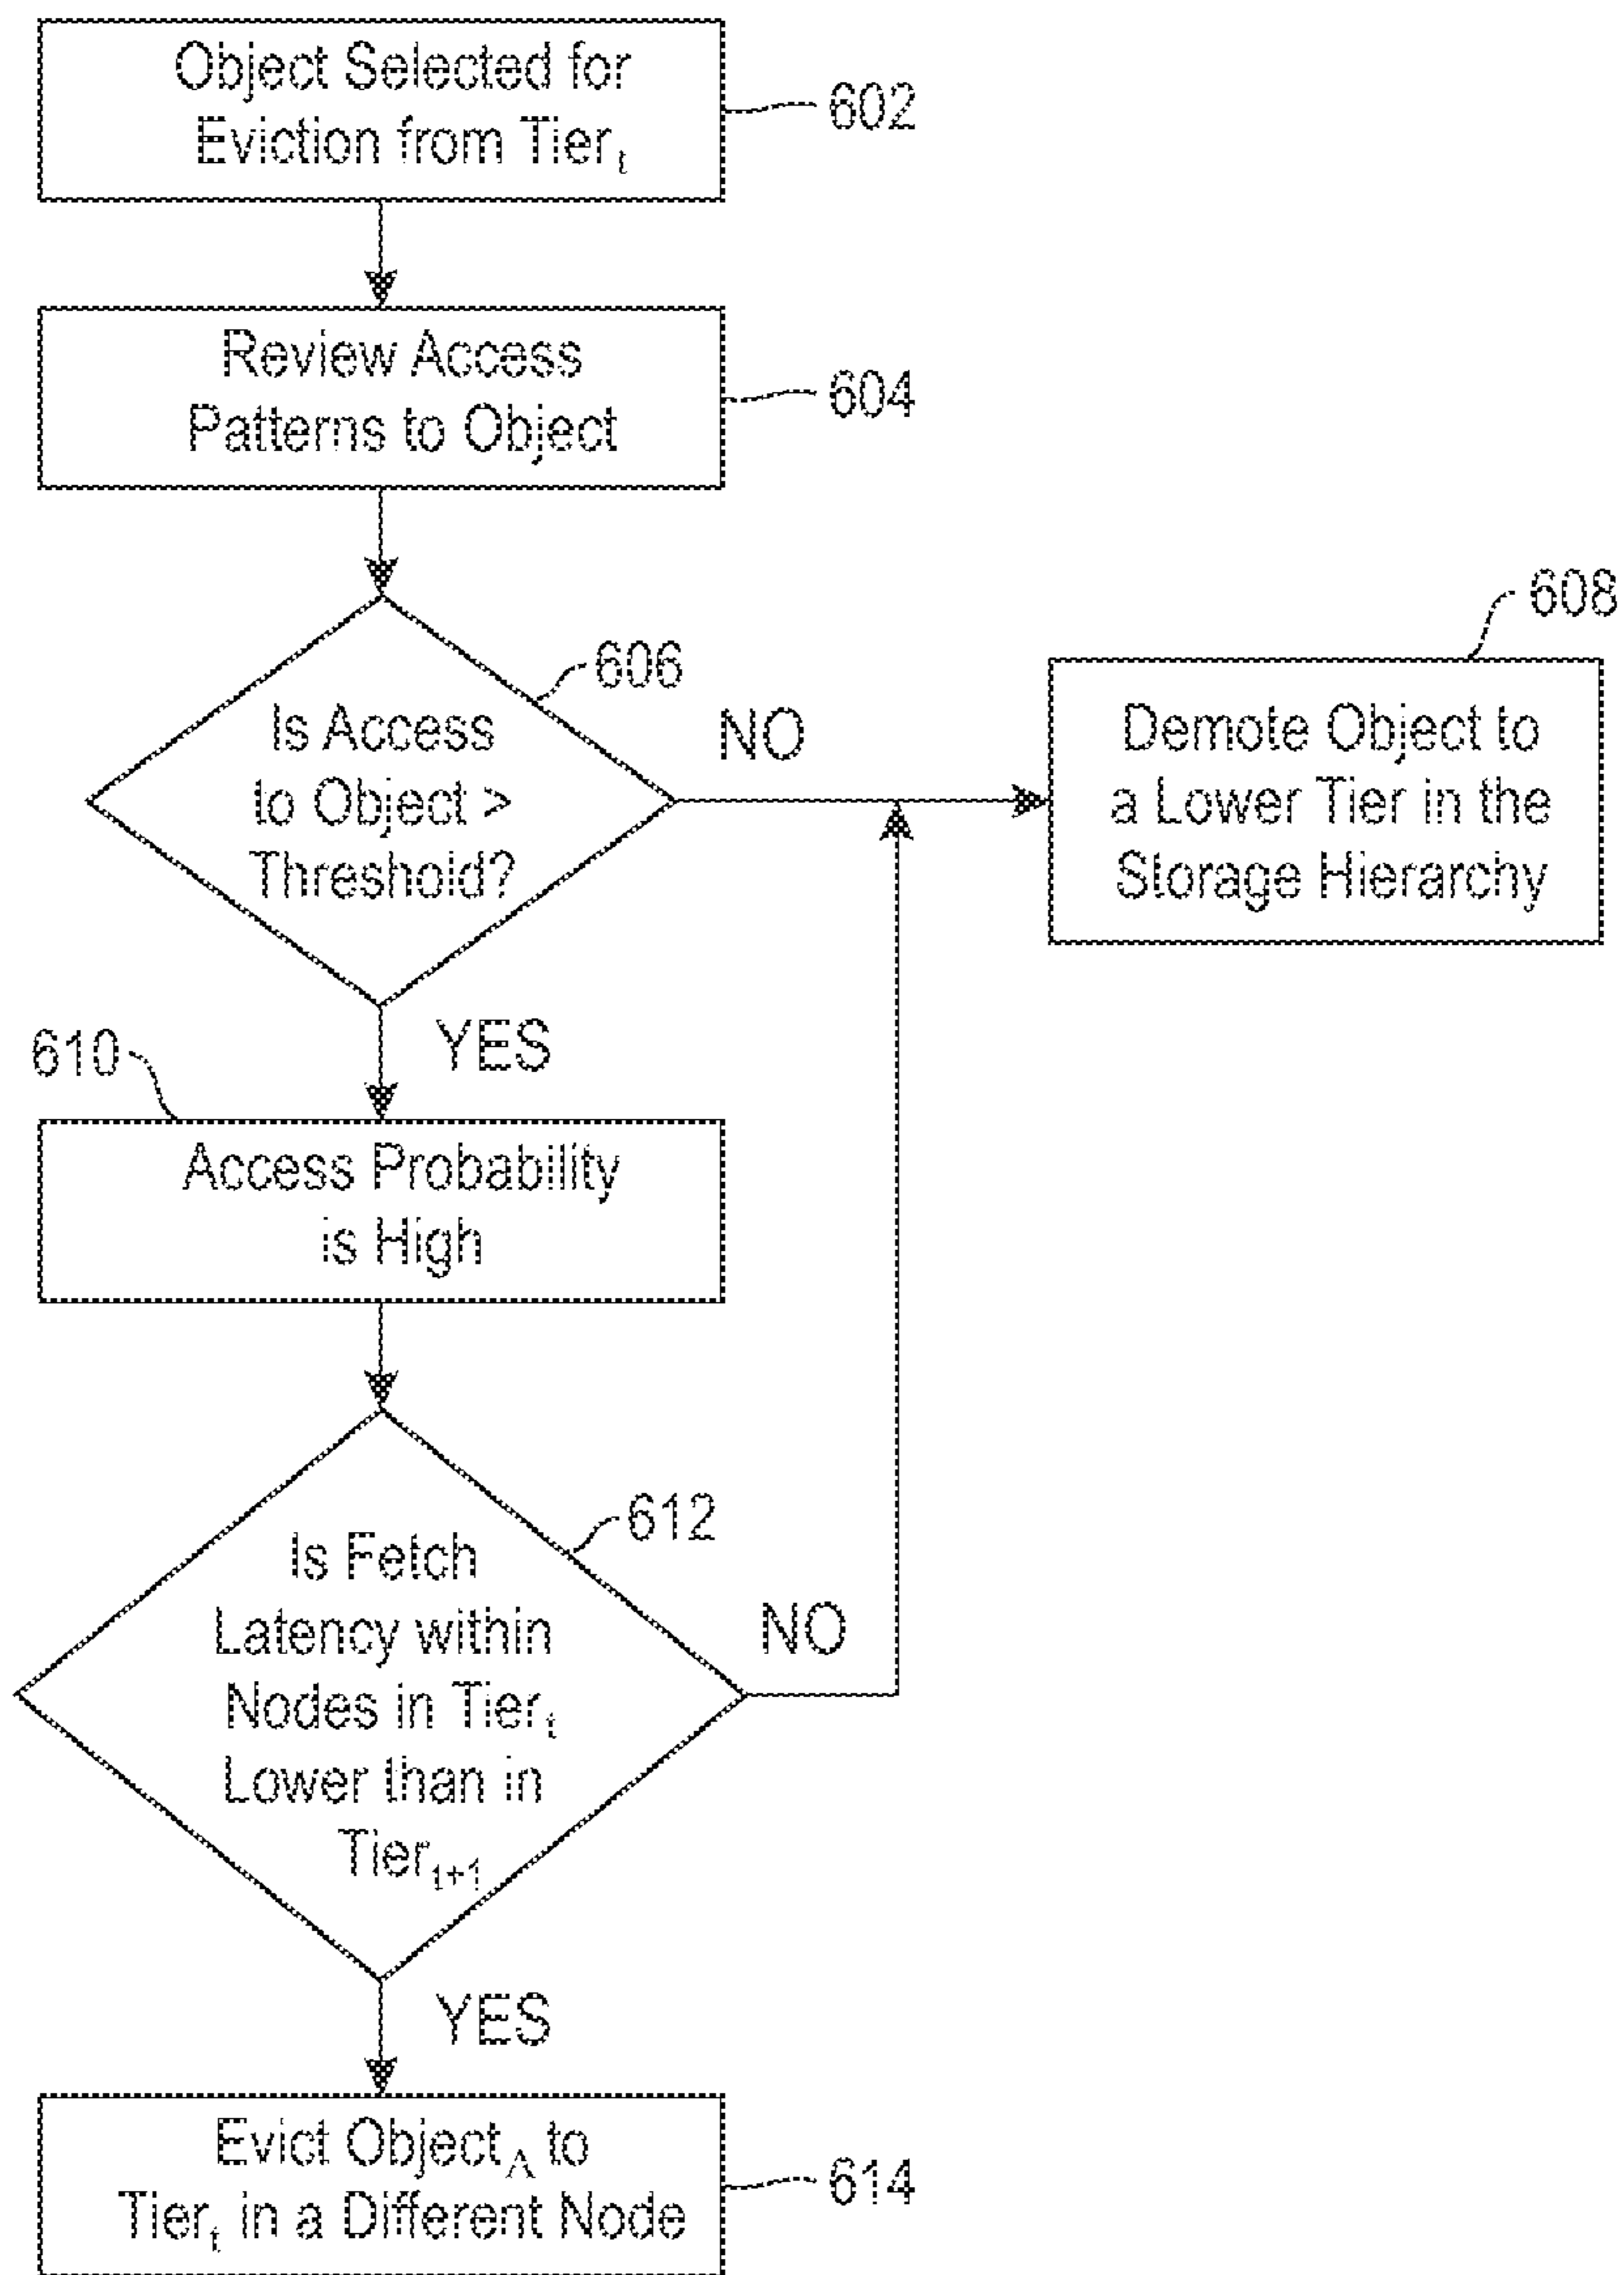 Object Selected for
Eviction from Tier t
602
Review Access
Patterns to Object
604
606
Is Access
to Object >
Threshold?
NO
608
Demote Object to
a Lower Tier in the
Storage Hierarchy
YES
610
Access Probability
is High
612
Is Fetch
Latency within
Nodes in Tier t
Lower than in
Tier t+1
NO
YES
Evict Object A to
Tier t in a Different Node
614